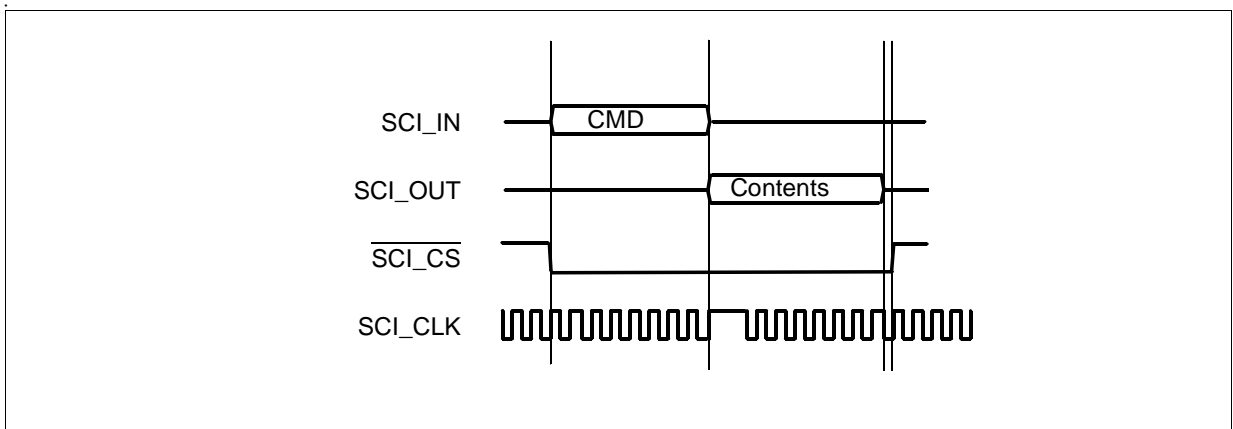 SCI_IN
CMD
SCI_OUT
Contents
SCI_CS
SCI_CLK